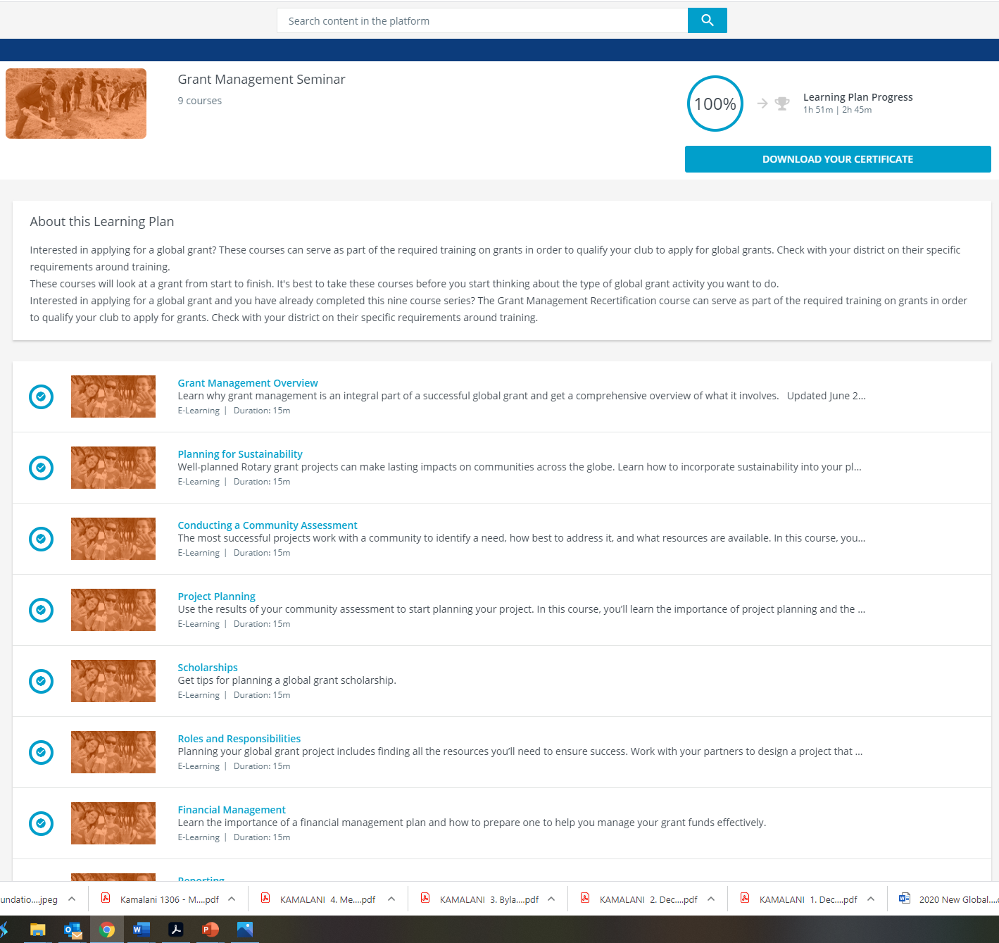 Search content in the platform
Grant Management Seminar
9 courses
100%
Learning Plan Progress
1h 51m | 2h 45m
DOWNLOAD YOUR CERTIFICATE
About this Learning Plan
Interested in applying for a global grant? These courses can serve as part of the required training on grants in order to qualify your club to apply for global grants. Check with your district on their specific
requirements around training.
These courses will look at a grant from start to finish. It's best to take these courses before you start thinking about the type of global grant activity you want to do.
Interested in applying for a global grant and you have already completed this nine course series? The Grant Management Recertification course can serve as part of the required training on grants in order
to qualify your club to apply for grants. Check with your district on their specific requirements around training.
Grant Management Overview
Learn why grant management is an integral part of a successful global grant and get a comprehensive overview of what it involves.   Updated June 2...
E-Learning | Duration: 15m
Planning for Sustainability
Well-planned Rotary grant projects can make lasting impacts on communities across the globe. Learn how to incorporate sustainability into your pl...
E-Learning | Duration: 15m
Conducting a Community Assessment
The most successful projects work with a community to identify a need, how best to address it, and what resources are available. In this course, you...
E-Learning | Duration: 15m
Project Planning
Use the results of your community assessment to start planning your project. In this course, you’ll learn the importance of project planning and the ...
E-Learning | Duration: 15m
Scholarships
Get tips for planning a global grant scholarship.
E-Learning | Duration: 15m
Roles and Responsibilities
Planning your global grant project includes finding all the resources you’ll need to ensure success. Work with your partners to design a project that ...
E-Learning | Duration: 15m
Financial Management
Learn the importance of a financial management plan and how to prepare one to help you manage your grant funds effectively.
E-Learning | Duration: 15m
Reporting
undatio....jpeg
Kamalani 1306 - M....pdf
KAMALANI 4. Me....pdf
KAMALANI 3. Byla....pdf
KAMALANI 2. Dec....pdf
KAMALANI 1. Dec....pdf
2020 New Global....